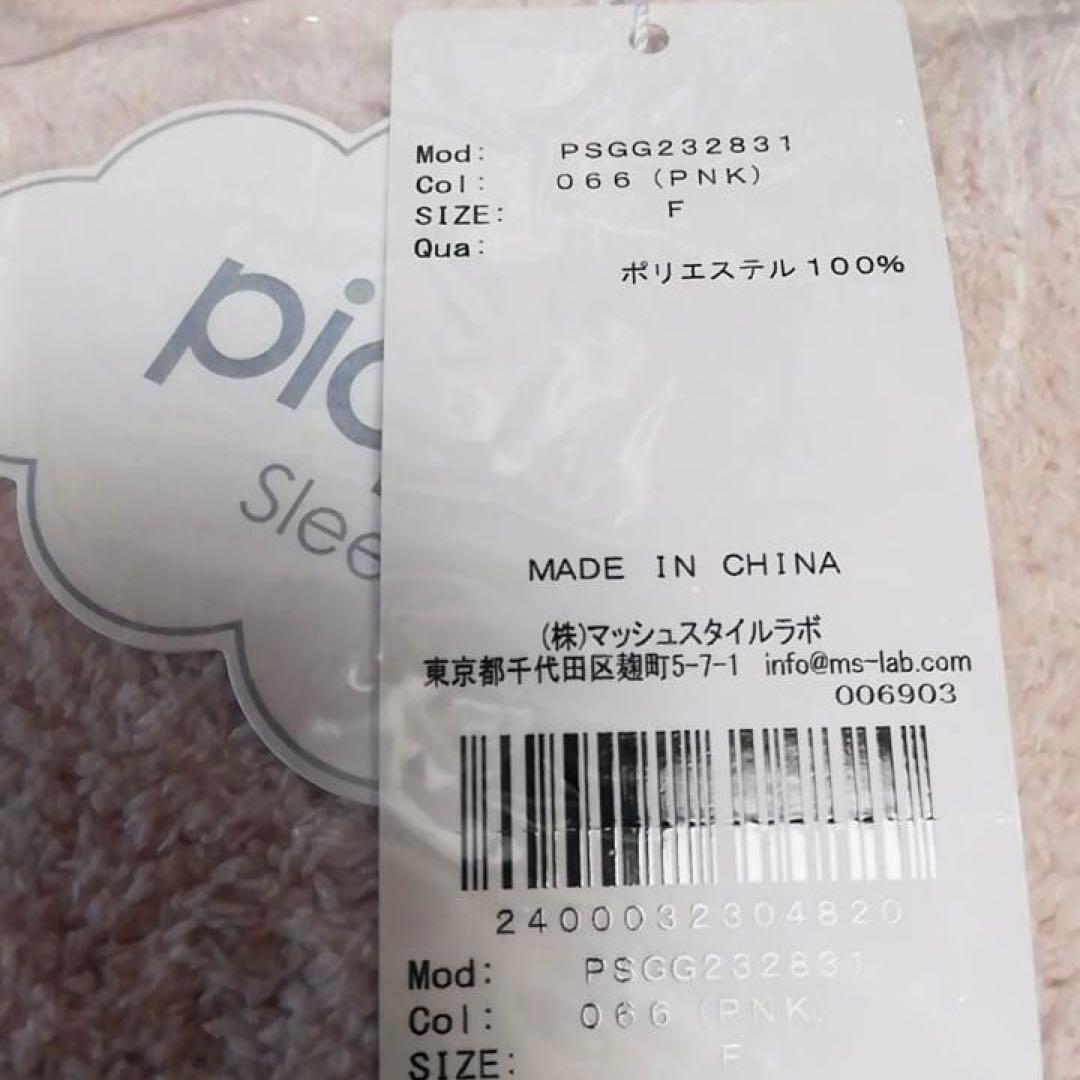 Mod: PSGG232831
Col: 066 (PNK)
SIZE: F
Qua:
ポリエステル100%
MADE IN CHINA
(株)マッシュスタイルラボ
東京都千代田区麹町5-7-1 info@ms-lab.com
006903
2400032304820
Mod: PSGG232831
Col: 066 (PNK)
SIZE: F